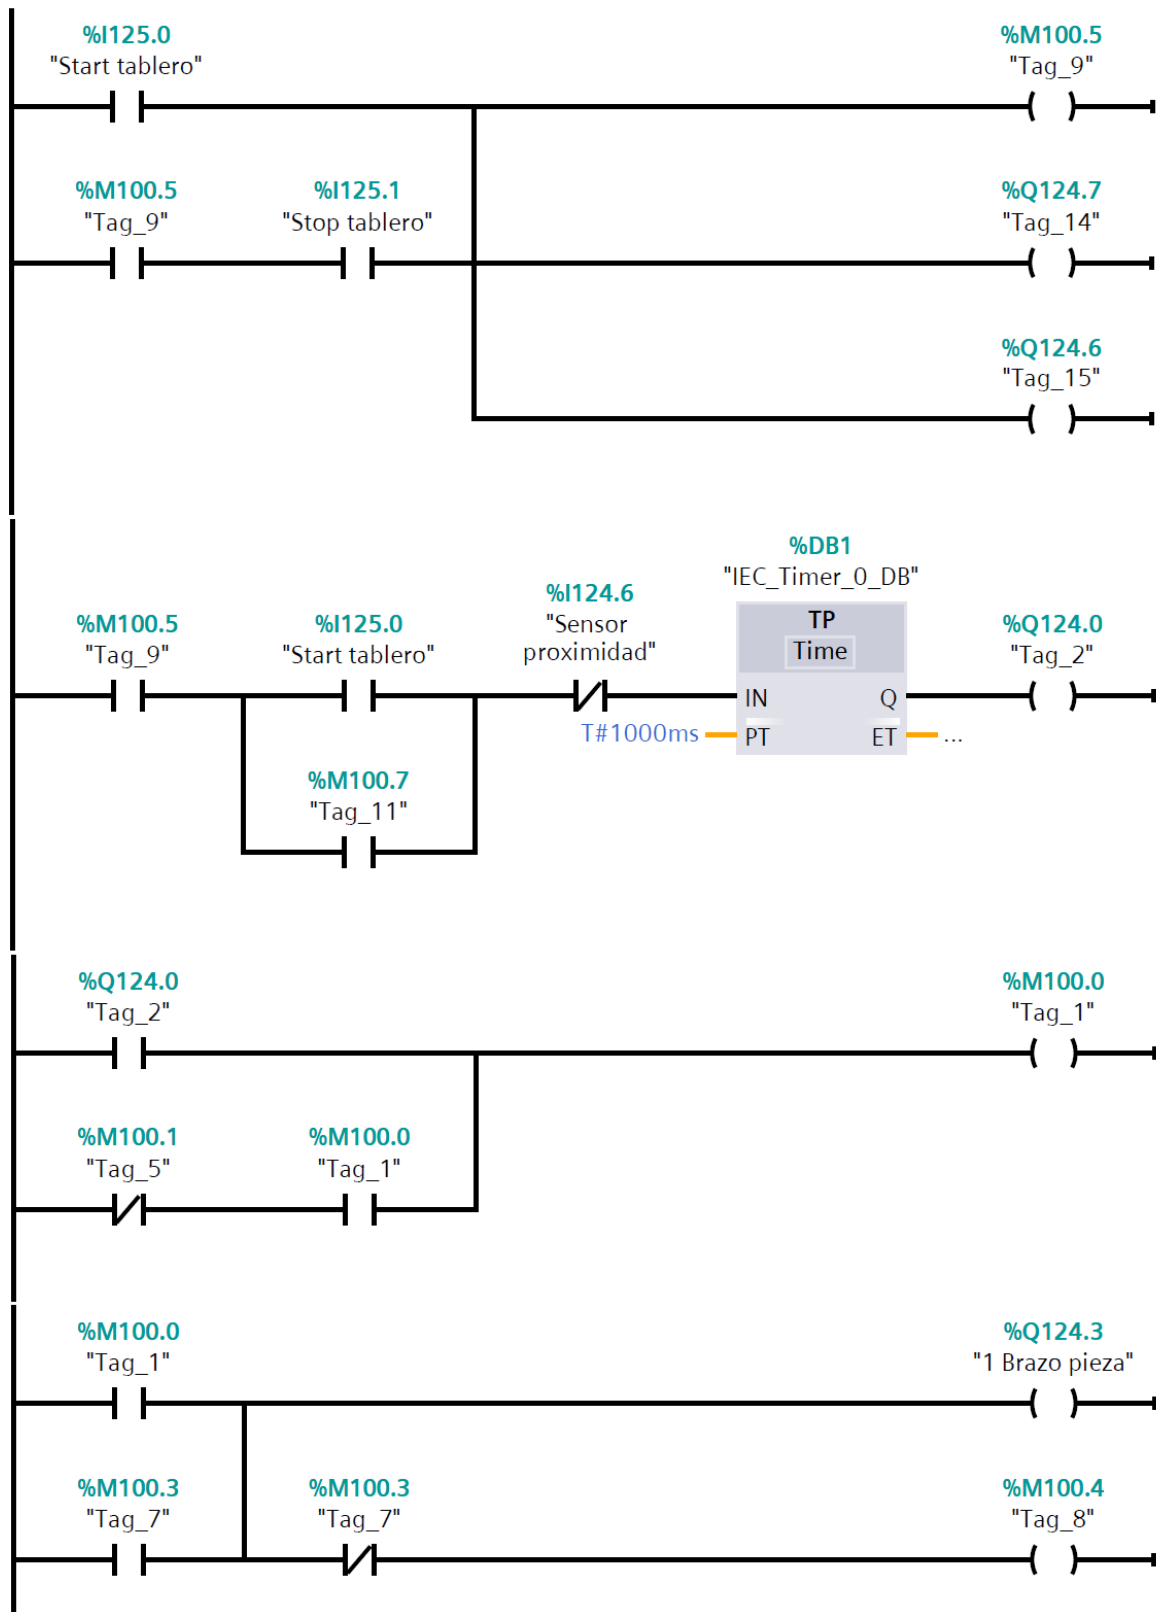 %I125.0
"Start tablero"
%M100.5
"Tag_9"
%M100.5
"Tag_9"
%I125.1
"Stop tablero"
%Q124.7
"Tag_14"
%Q124.6
"Tag_15"
%DB1
"IEC_Timer_0_DB"
%M100.5
"Tag_9"
%I125.0
"Start tablero"
%I124.6
"Sensor
proximidad"
TP
Time
IN
Q
T#1000ms
PT
ET
...
%Q124.0
"Tag_2"
%M100.7
"Tag_11"
%Q124.0
"Tag_2"
%M100.0
"Tag_1"
%M100.1
"Tag_5"
%M100.0
"Tag_1"
%M100.0
"Tag_1"
%Q124.3
"1 Brazo pieza"
%M100.3
"Tag_7"
%M100.3
"Tag_7"
%M100.4
"Tag_8"